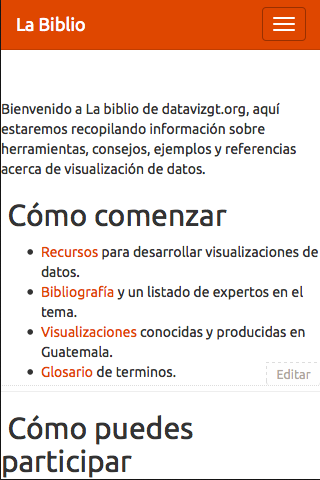 La Biblio
Bienvenido a La biblio de datavizgt.org, aquí
estaremos recopilando información sobre
herramientas, consejos, ejemplos y referencias
acerca de visualización de datos.
Cómo comenzar
Recursos para desarrollar visualizaciones de
datos.
Bibliografía y un listado de expertos en el
tema.
Visualizaciones conocidas y producidas en
Guatemala.
Glosario de terminos.
Editar
Cómo puedes
participar